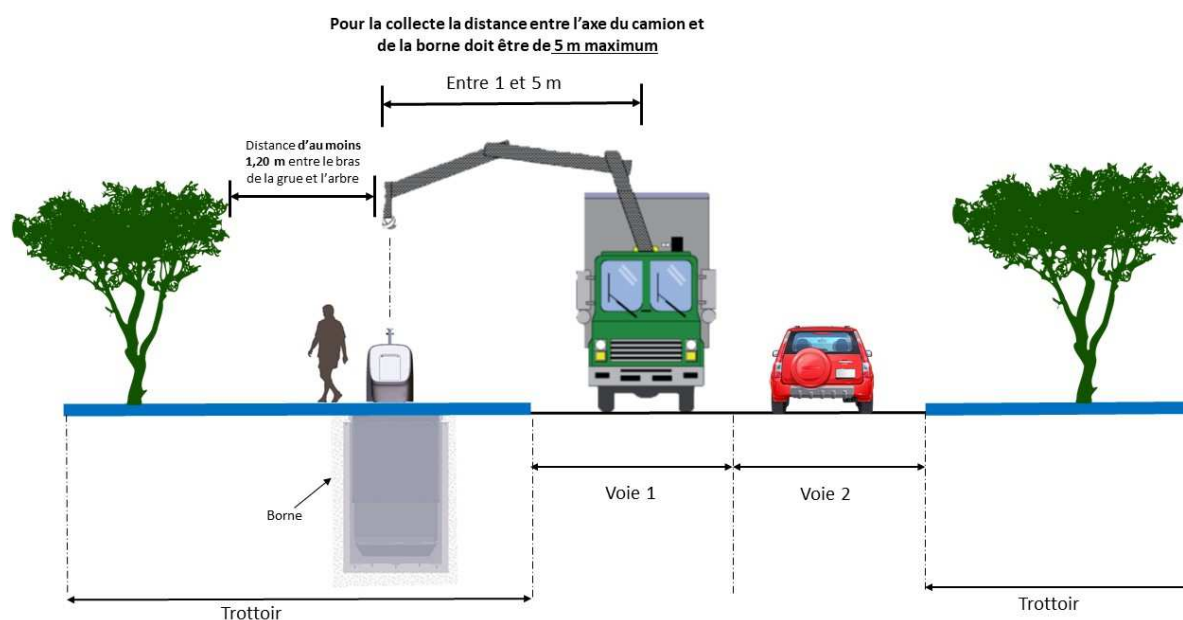 Pour la collecte la distance entre l'axe du camion et
de la borne doit être de 5 m maximum
Entre 1 et 5 m
Distance d'au moins
1,20 m entre le bras
de la grue et l'arbre
Borne
Voie 1
Voie 2
Trottoir
Trottoir